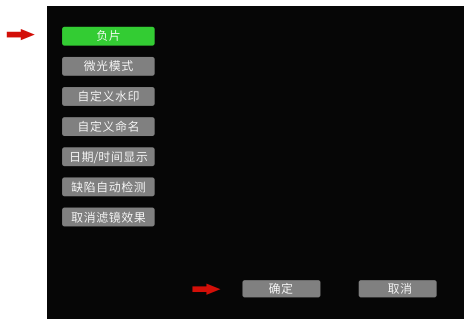 负片
微光模式
自定义水印
自定义命名
日期/时间显示
缺陷自动检测
取消滤镜效果
确定
取消